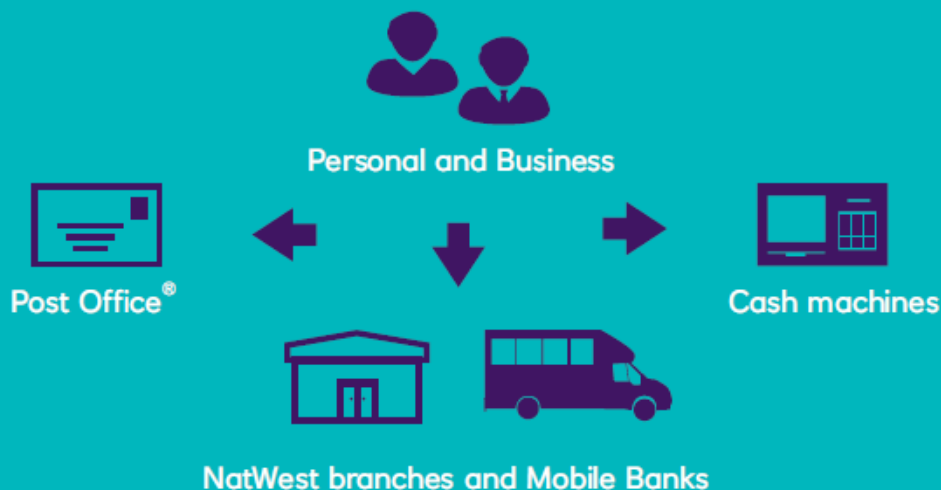 Personal and Business
Post Office®
Cash machines
NatWest branches and Mobile Banks